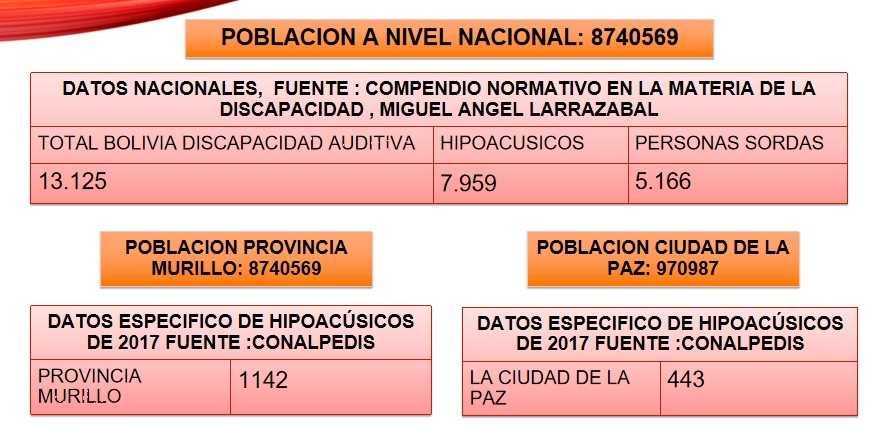 POBLACION A NIVEL NACIONAL: 8740569
DATOS NACIONALES, FUENTE : COMPENDIO NORMATIVO EN LA MATERIA DE LA
DISCAPACIDAD , MIGUEL ANGEL LARRAZABAL
TOTAL BOLIVIA DISCAPACIDAD AUDITIVA HIPOACUSICOS PERSONAS SORDAS
13.125 7.959 5.166
POBLACION PROVINCIA
MURILLO: 8740569
POBLACION CIUDAD DE LA
PAZ: 970987
DATOS ESPECIFICO DE HIPOACÚSICOS
DE 2017 FUENTE :CONALPEDIS
PROVINCIA
MURILLO
1142
DATOS ESPECIFICO DE HIPOACÚSICOS
DE 2017 FUENTE :CONALPEDIS
LA CIUDAD DE LA
PAZ
443